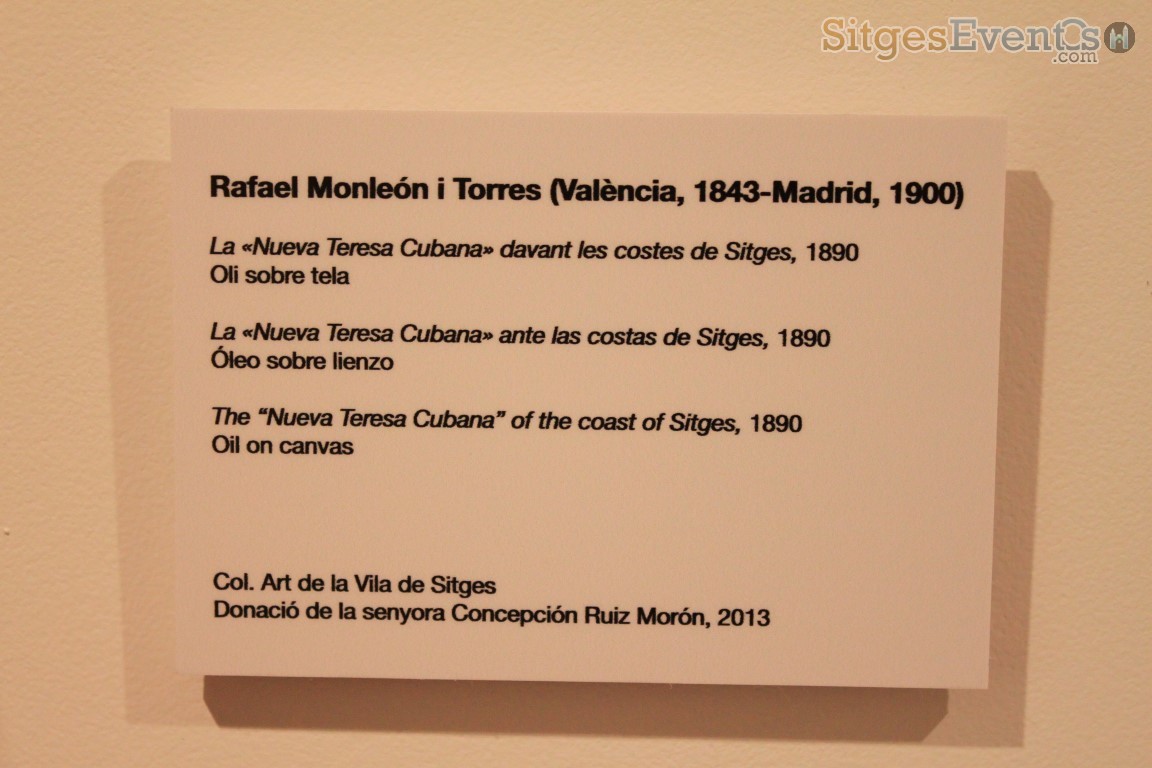 SitgesEvents
.com
Rafael Monleón i Torres (València, 1843-Madrid, 1900)
La «Nueva Teresa Cubana» davant les costes de Sitges, 1890
Oli sobre tela
La «Nueva Teresa Cubana» ante las costas de Sitges, 1890
Óleo sobre lienzo
The “Nueva Teresa Cubana” of the coast of Sitges, 1890
Oil on canvas
Col. Art de la Vila de Sitges
Donació de la senyora Concepción Ruiz Morón, 2013